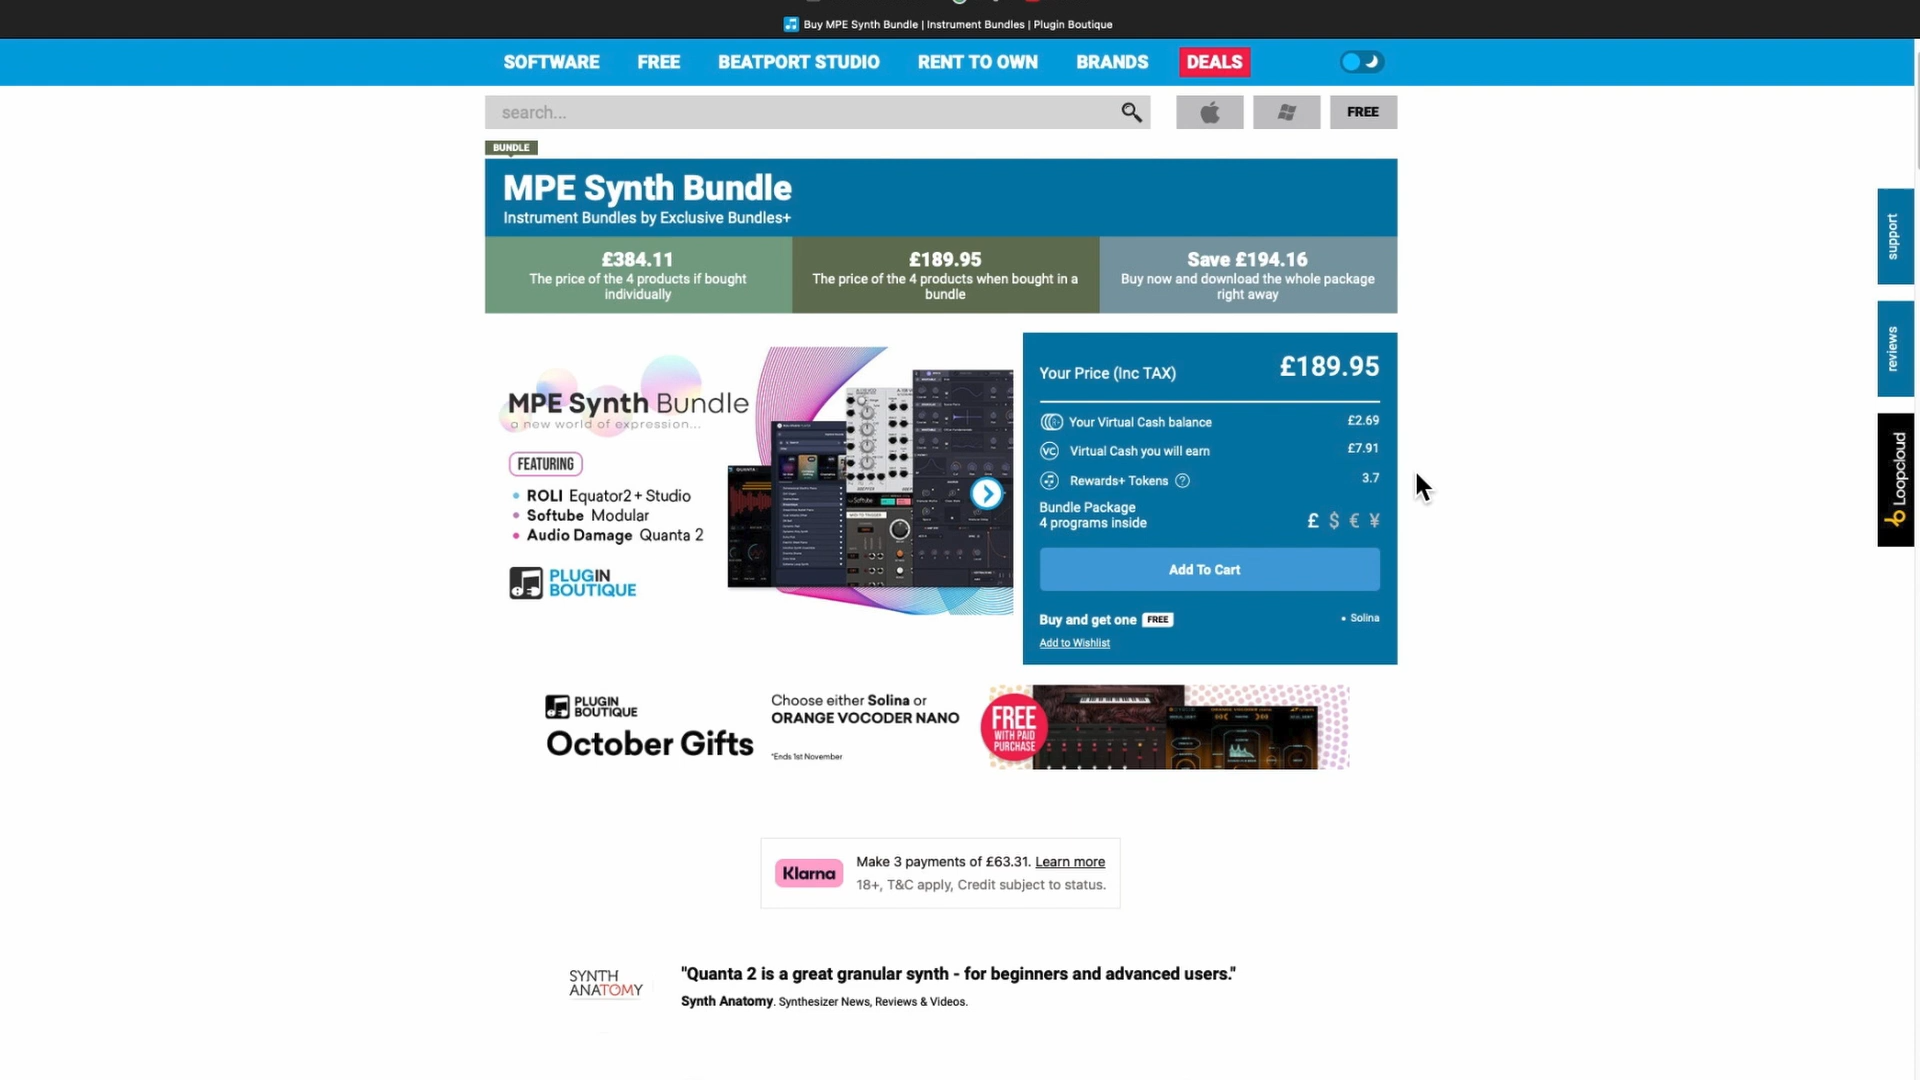 Buy MPE Synth Bundle | Instrument Bundles | Plugin Boutique
SOFTWARE FREE BEATPORT STUDIO RENT TO OWN BRANDS DEALS
search... FREE
BUNDLE
MPE Synth Bundle
Instrument Bundles by Exclusive Bundles+
£384.11
The price of the 4 products if bought
individually
£189.95
The price of the 4 products when bought in a
bundle
Save £194.16
Buy now and download the whole package
right away
support
reviews
Loopcloud
MPE Synth Bundle
a new world of expression...
FEATURING
ROLI Equator2 + Studio
Softube Modular
Audio Damage Quanta 2
PLUGIN
BOUTIQUE
Your Price (Inc TAX) £189.95
Your Virtual Cash balance £2.69
VC Virtual Cash you will earn £7.91
Rewards+ Tokens ? 3.7
Bundle Package
4 programs inside £ $ € ¥
Add To Cart
Buy and get one FREE • Solina
Add to Wishlist
PLUGIN
BOUTIQUE
October Gifts
Choose either Solina or
ORANGE VOCODER NANO
*Ends 1st November
FREE
WITH PAID
PURCHASE
Klarna
Make 3 payments of £63.31. Learn more
18+, T&C apply, Credit subject to status.
SYNTH
ANATOMY
"Quanta 2 is a great granular synth - for beginners and advanced users."
Synth Anatomy. Synthesizer News, Reviews & Videos.